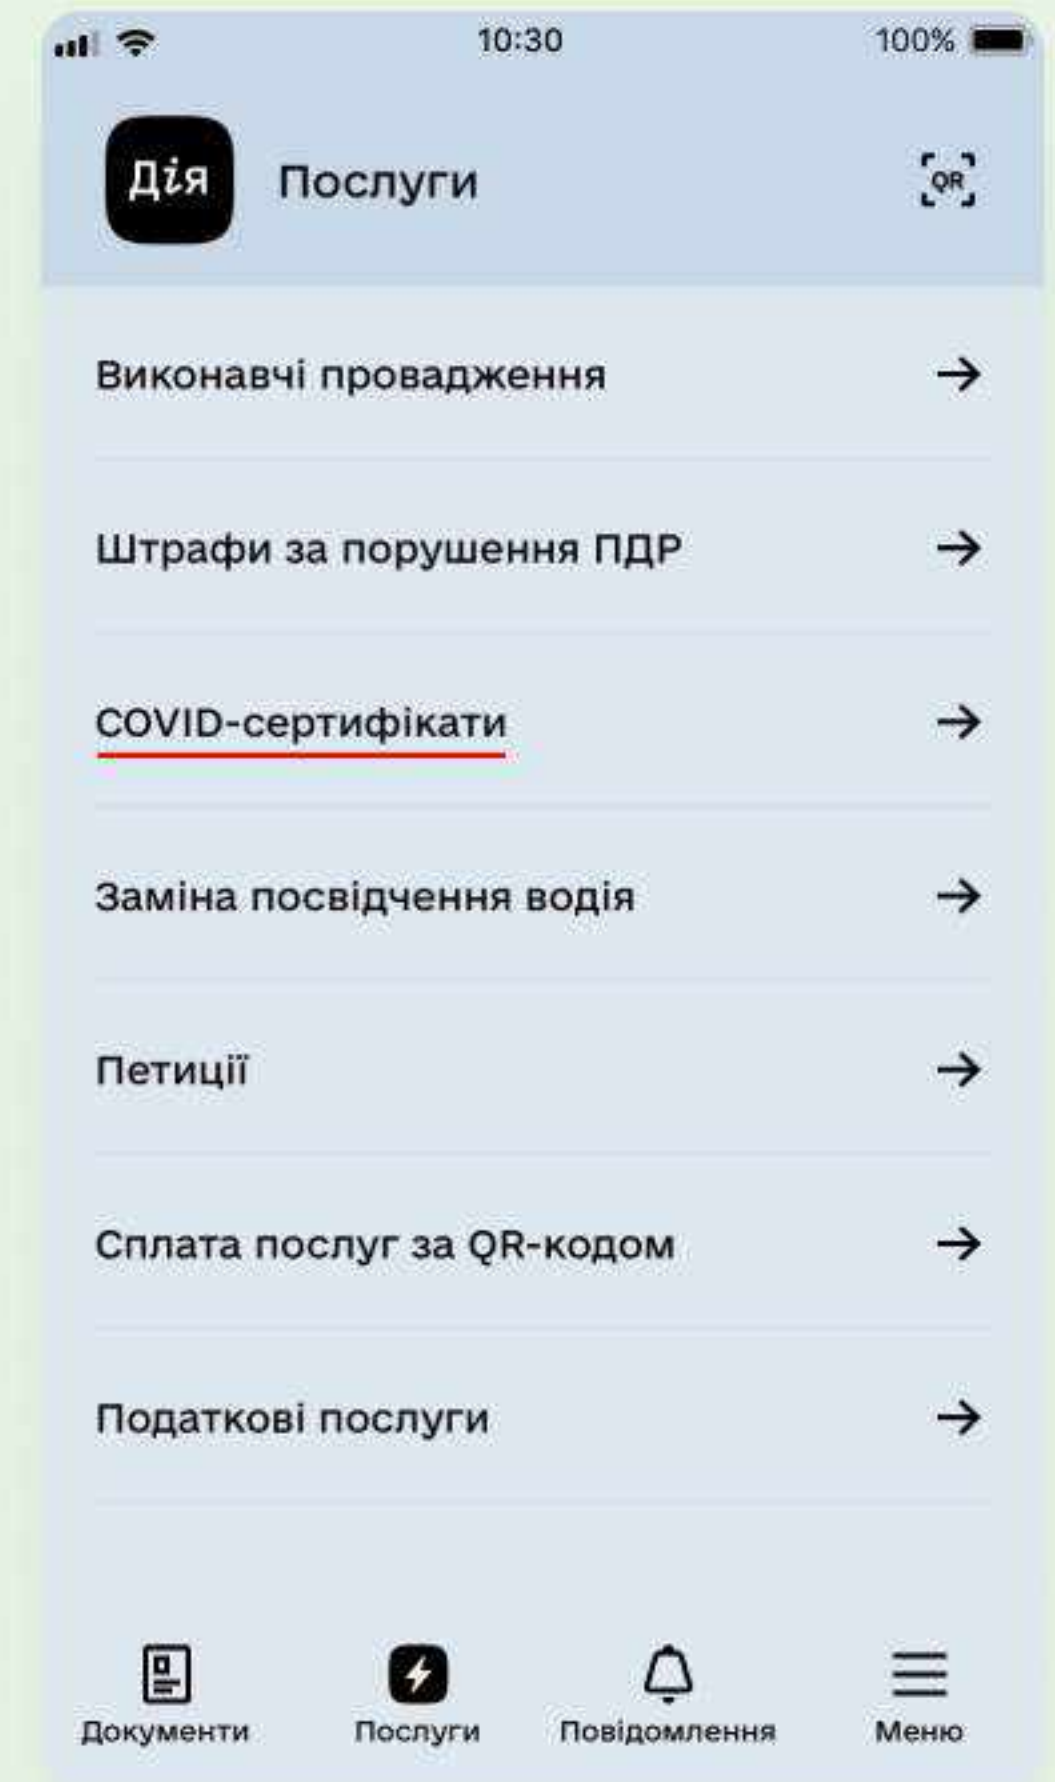 10:30
100%
Дія
Послуги
QR
Виконавчі провадження
Штрафи за порушення ПДР
COVID-сертифікати
Заміна посвідчення водія
Петиції
Сплата послуг за QR-кодом
Податкові послуги
Документи
Послуги
Повідомлення
Меню